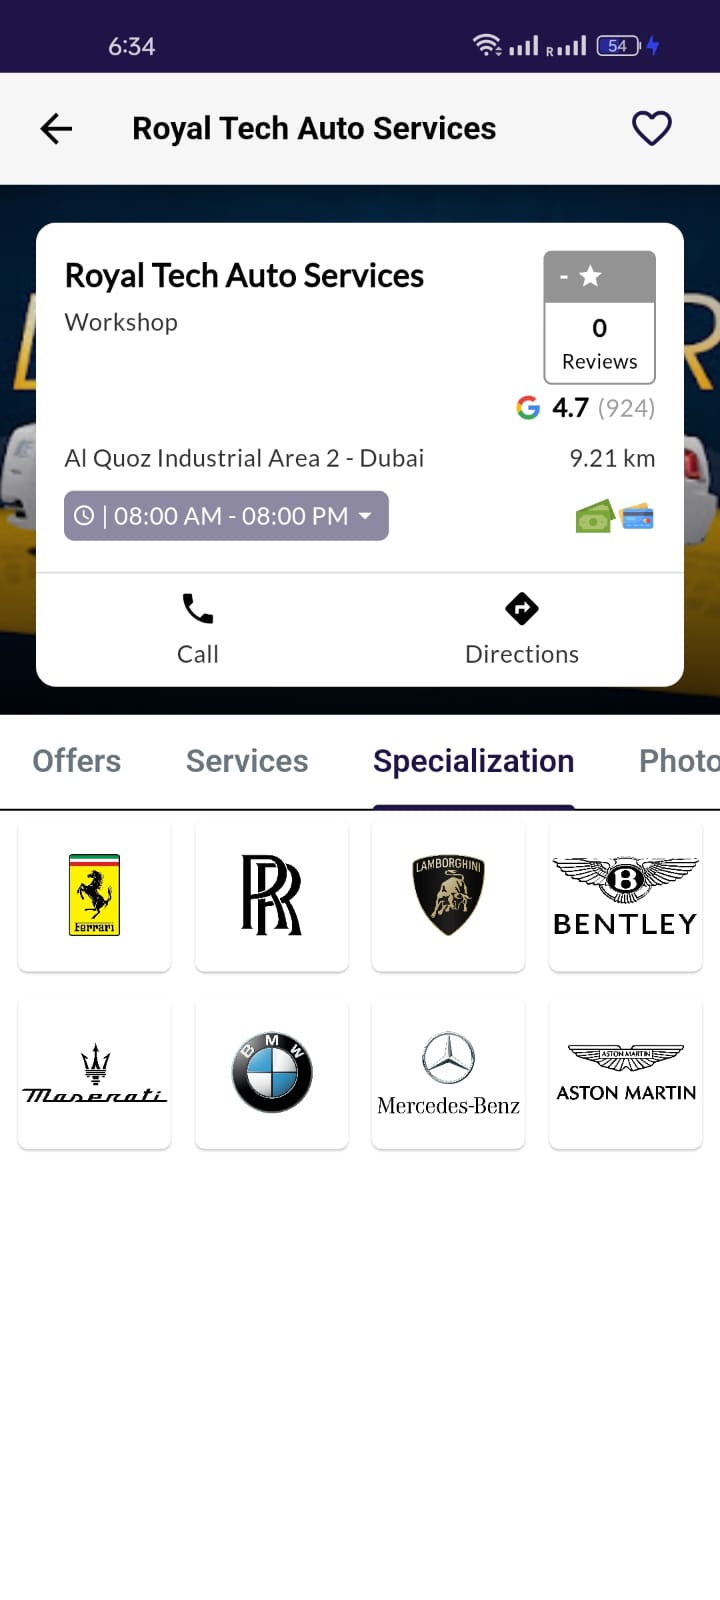 6:34
R
54
Royal Tech Auto Services
Royal Tech Auto Services
-
Workshop
0
Reviews
4.7 (924)
Al Quoz Industrial Area 2 - Dubai
9.21 km
| 08:00 AM - 08:00 PM
Call
Directions
Offers
Services
Specialization
Photo
Ferrari
RR
LAMBORGHINI
B
BENTLEY
Maserati
BMW
Mercedes-Benz
ASTON MARTIN
ASTON MARTIN